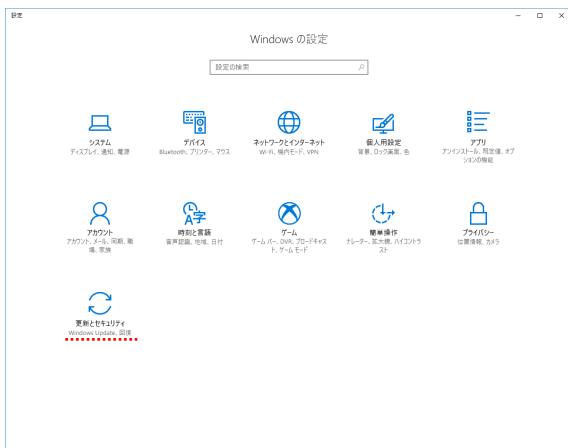 設定
Windows の設定
設定の検索
システム
ディスプレイ、通知、電源
デバイス
Bluetooth、プリンター、マウス
ネットワークとインターネット
Wi-Fi、機内モード、VPN
個人用設定
背景、ロック画面、色
アプリ
アンインストール、既定値、オプ
ションの機能
アカウント
アカウント、メール、同期、職
場、家族
時刻と言語
音声認識、地域、日付
ゲーム
ゲーム バー、DVR、ブロードキャス
ト、ゲーム モード
簡単操作
ナレーター、拡大鏡、ハイコントラ
スト
プライバシー
位置情報、カメラ
更新とセキュリティ
Windows Update、回復